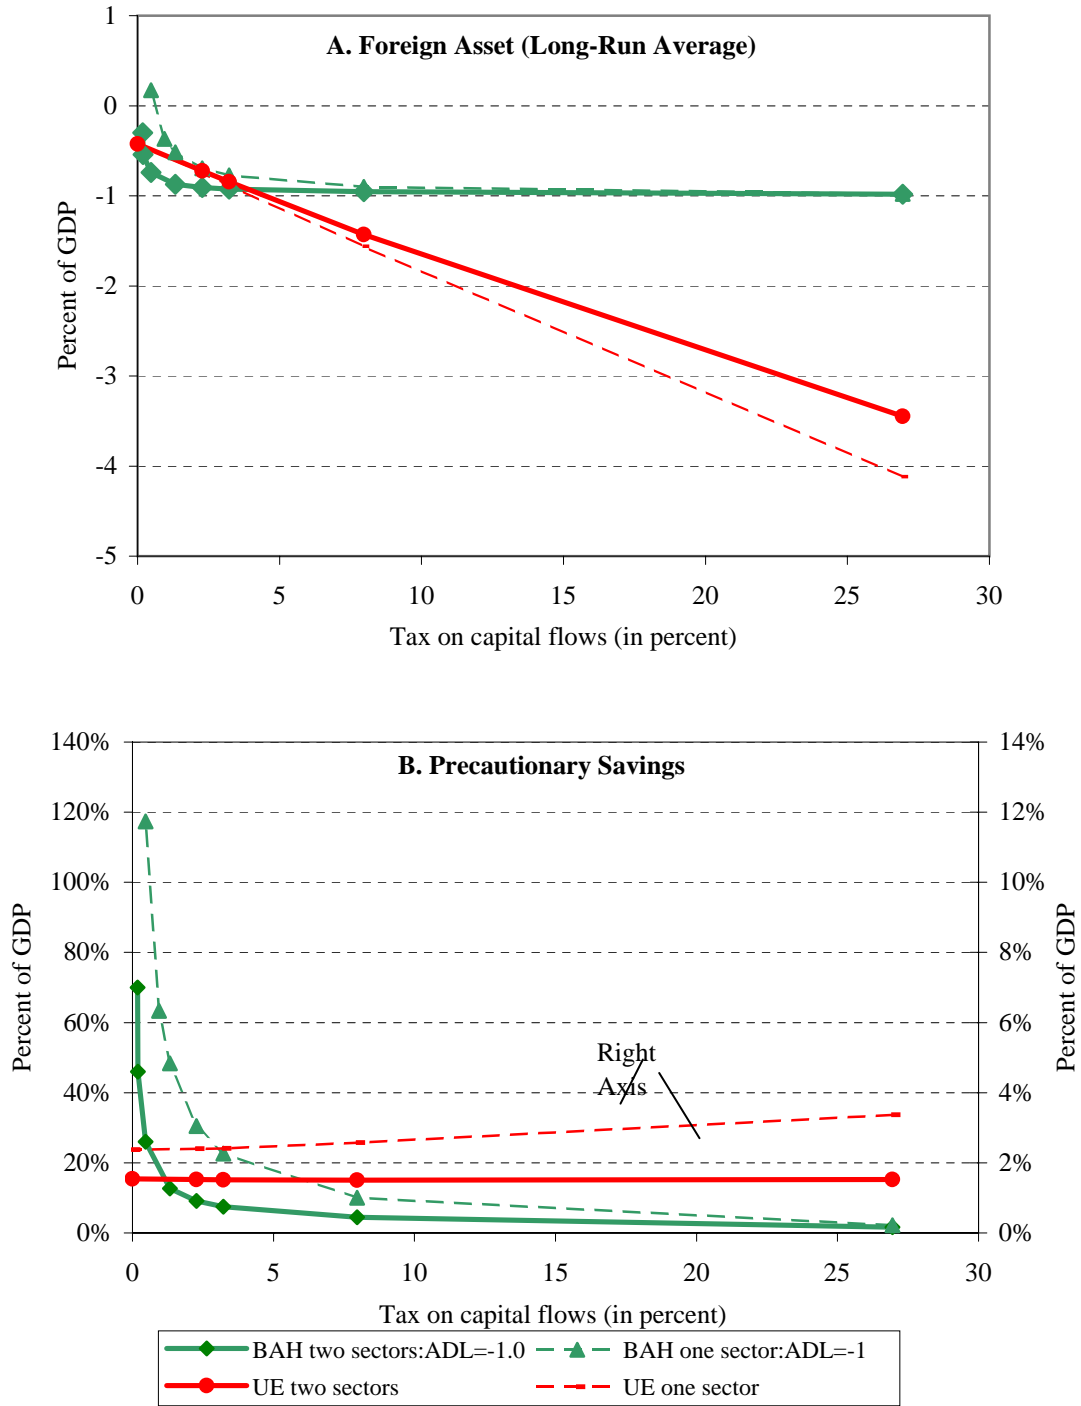 A. Foreign Asset (Long-Run Average)
Percent of GDP
1
0
-1
-2
-3
-4
-5
0 5 10 15 20 25 30
Tax on capital flows (in percent)
B. Precautionary Savings
Percent of GDP
140%
120%
100%
80%
60%
40%
20%
0%
14%
12%
10%
8%
6%
4%
2%
0%
Percent of GDP
Right
Axis
0 5 10 15 20 25 30
Tax on capital flows (in percent)
BAH two sectors:ADL=-1.0 BAH one sector:ADL=-1
UE two sectors UE one sector